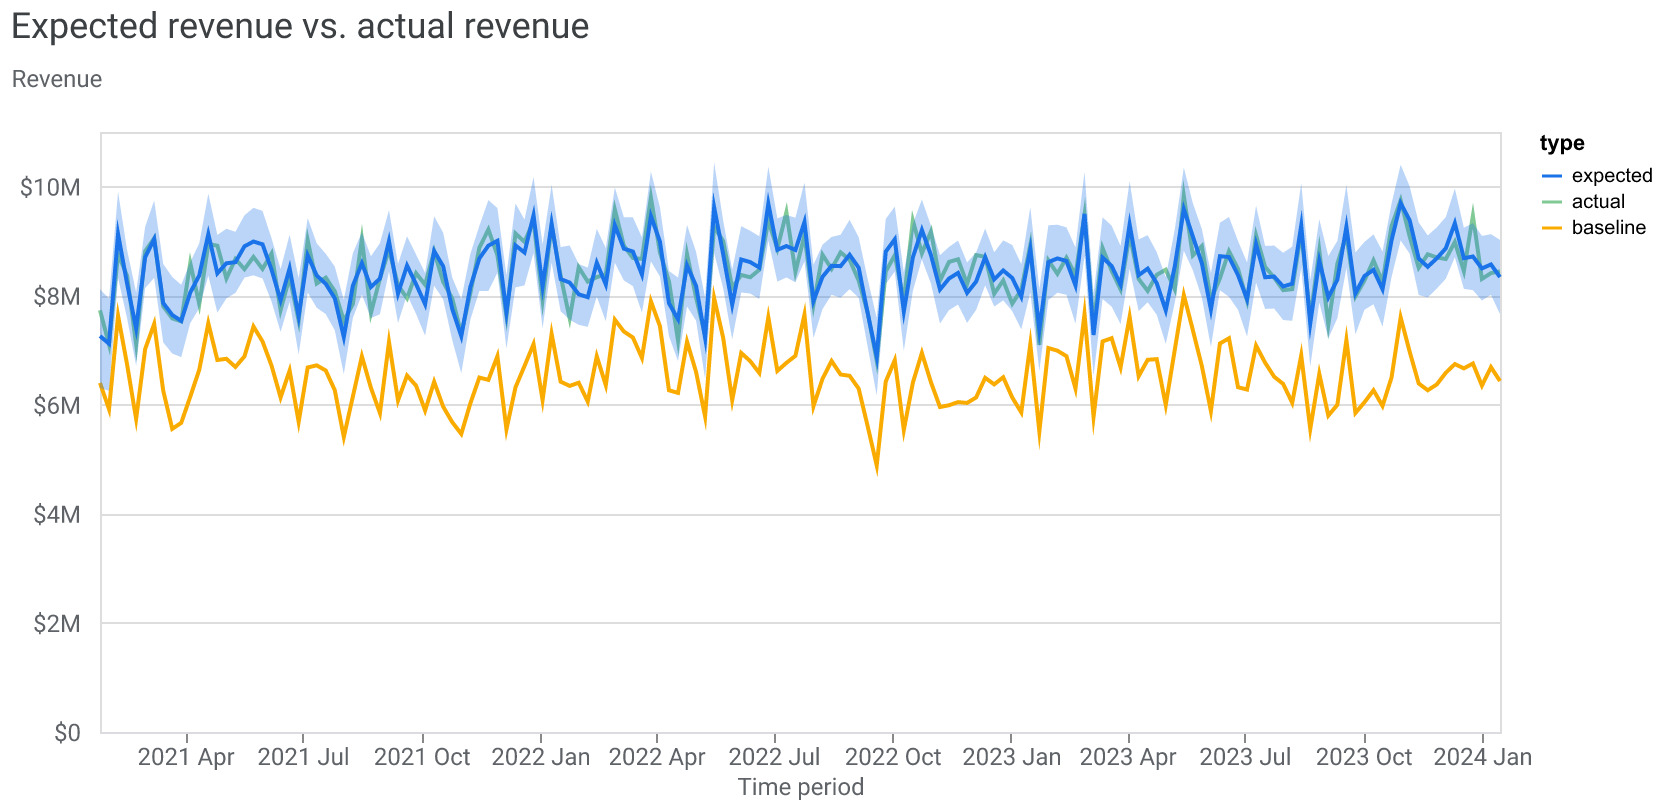 Expected revenue vs. actual revenue
Revenue
type
expected
actual
baseline
$10M
$8M
$6M
$4M
$2M
$0
2021 Apr 2021 Jul 2021 Oct 2022 Jan 2022 Apr 2022 Jul 2022 Oct 2023 Jan 2023 Apr 2023 Jul 2023 Oct 2024 Jan
Time period